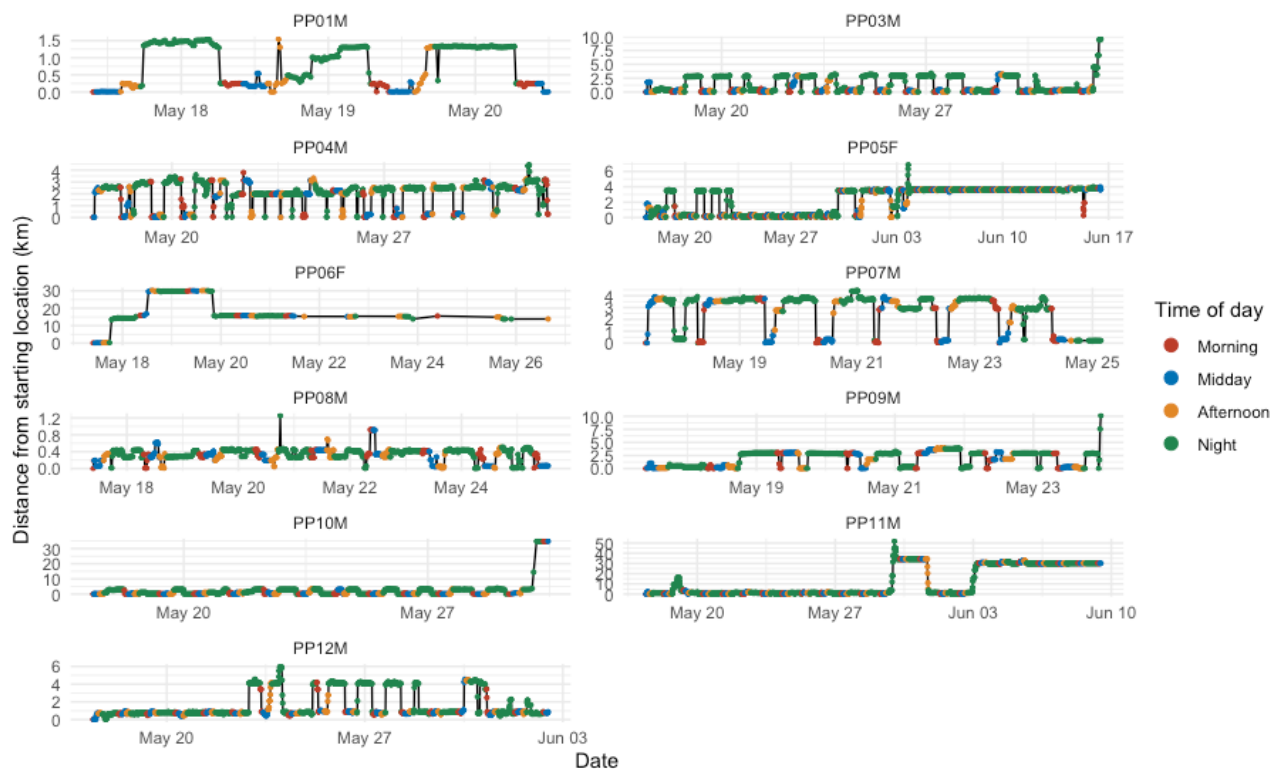 PP01M
PP03M
1.5
1.0
0.5
0.0
May 18
May 19
May 20
10.0
7.5
5.0
2.5
0.0
May 20
May 27
PP04M
PP05F
4
3
2
1
0
May 20
May 27
6
4
2
0
May 20
May 27
Jun 03
Jun 10
Jun 17
PP06F
PP07M
30
20
10
0
May 18
May 20
May 22
May 24
May 26
4
3
2
1
0
May 19
May 21
May 23
May 25
PP08M
PP09M
1.2
0.8
0.4
0.0
May 18
May 20
May 22
May 24
10.0
7.5
5.0
2.5
0.0
May 19
May 21
May 23
PP10M
PP11M
30
20
10
0
May 20
May 27
50
40
30
20
10
0
May 20
May 27
Jun 03
Jun 10
PP12M
6
4
2
0
May 20
May 27
Jun 03
Distance from starting location (km)
Date
Time of day
Morning
Midday
Afternoon
Night